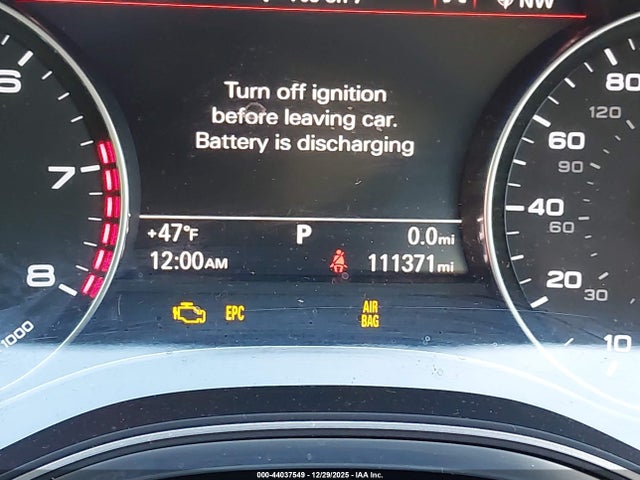 NW
Turn off ignition
before leaving car.
Battery is discharging
+47°F P 0.0mi
12:00AM 111371mi
EPC AIR BAG
6
7
8
1000
80
120
60
90
40
60
20
30
10
000-44037549 | 12/29/2025 | IAA Inc.